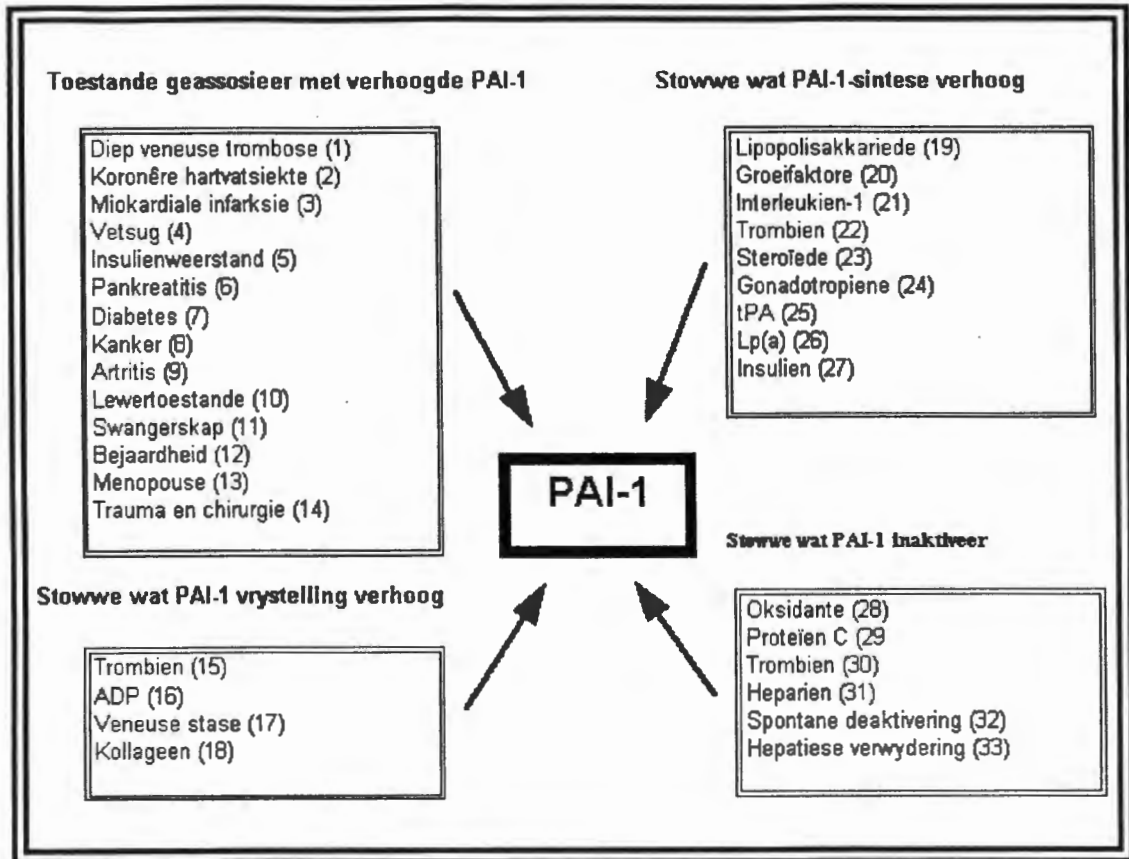 Toestande geassosieer met verhoogde PAI-1
Diep veneuse trombose (1)
Koronêre hartvatsiekte (2)
Miokardiale infarksie (3)
Vetsug (4)
Insulienweerstand (5)
Pankreatitis (6)
Diabetes (7)
Kanker (8)
Artritis (9)
Lewertoestande (10)
Swangerskap (11)
Bejaardheid (12)
Menopouse (13)
Trauma en chirurgie (14)
Stowwe wat PAI-1-sintese verhoog
Lipopolisakkariede (19)
Groeifaktore (20)
Interleukien-1 (21)
Trombien (22)
Steroïede (23)
Gonadotropiene (24)
tPA (25)
Lp(a) (26)
Insulien (27)
PAI-1
Stowwe wat PAI-1 vrystelling verhoog
Trombien (15)
ADP (16)
Veneuse stase (17)
Kollageen (18)
Stowwe wat PAI-1 inaktiveer
Oksidante (28)
Proteïen C (29
Trombien (30)
Heparien (31)
Spontane deaktivering (32)
Hepatiese verwydering (33)